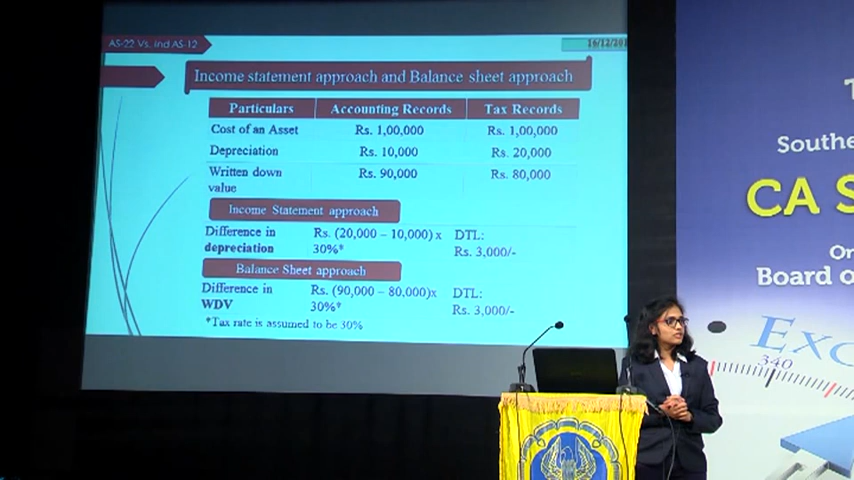 AS-22 Vs. Ind AS-12
Income statement approach and Balance sheet approach
Particulars Accounting Records Tax Records
Cost of an Asset Rs. 1,00,000 Rs. 1,00,000
Depreciation Rs. 10,000 Rs. 20,000
Written down value Rs. 90,000 Rs. 80,000
Income Statement approach
Difference in depreciation Rs. (20,000 – 10,000) x 30%* DTL: Rs. 3,000/-
Balance Sheet approach
Difference in WDV Rs. (90,000 – 80,000)x 30%* DTL: Rs. 3,000/-
*Tax rate is assumed to be 30%
Southe
CA S
Or
Board o
Exc
340